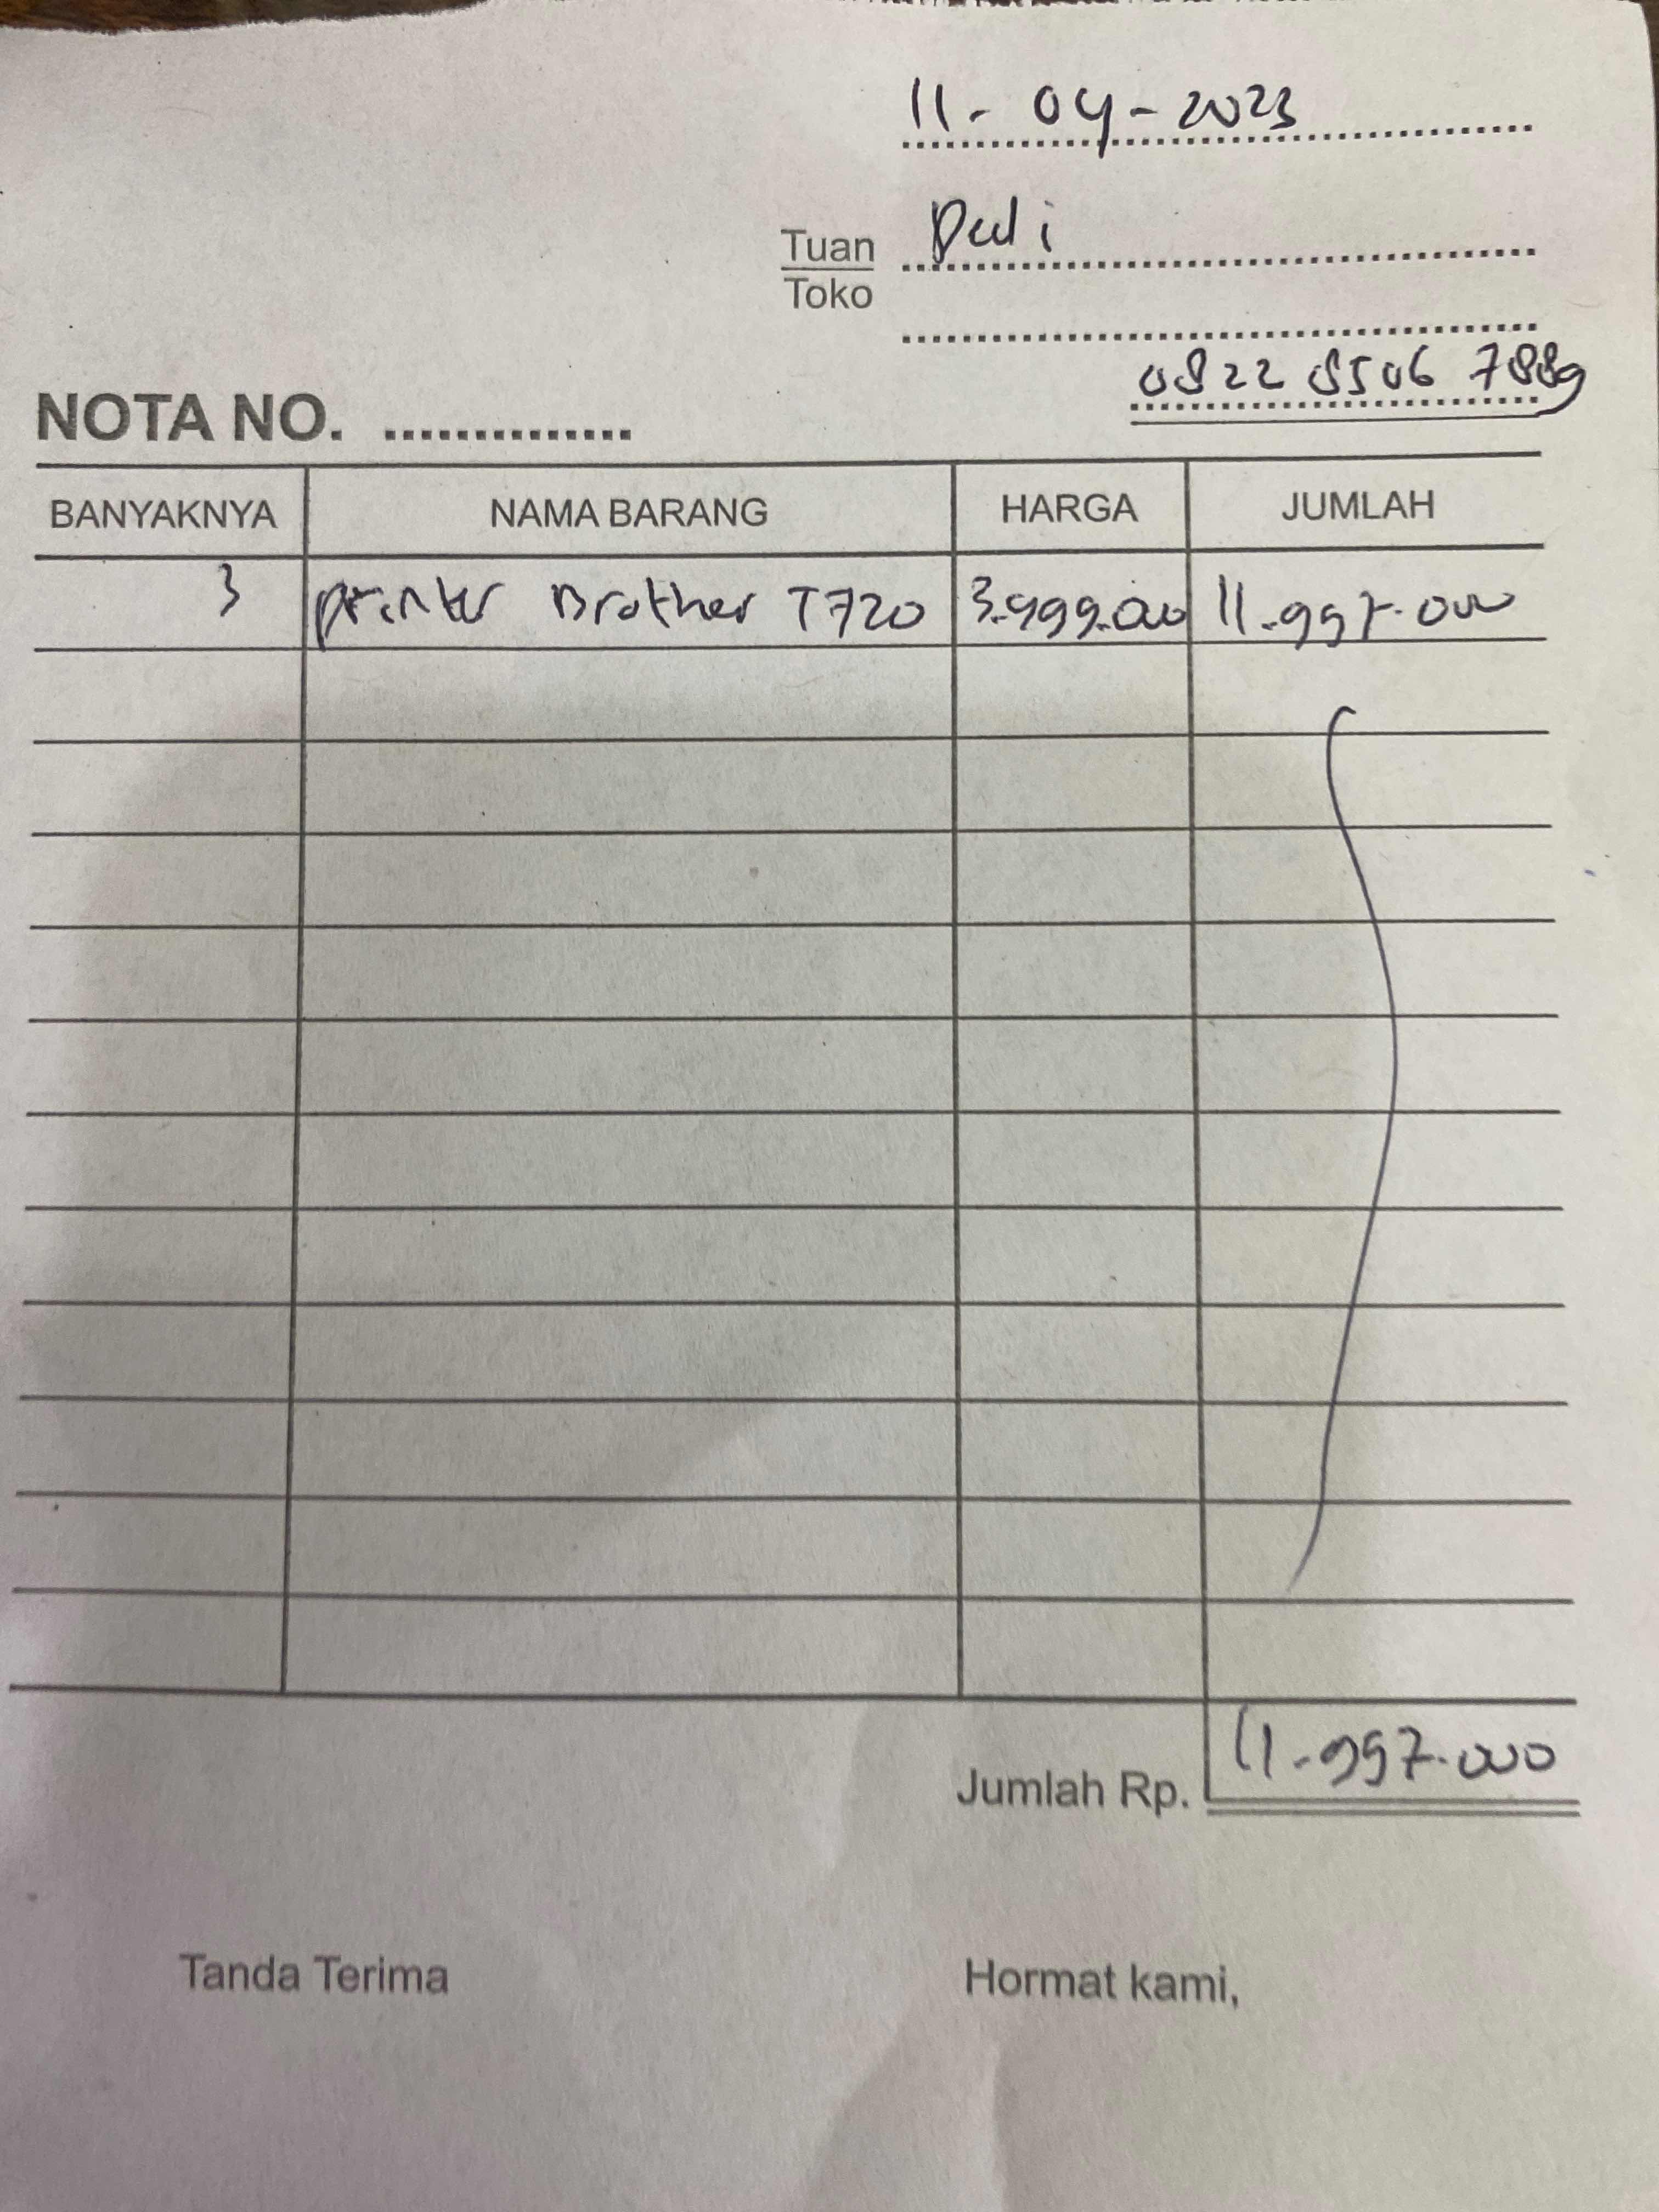 11 - 04 - 2023
Tuan Dedi
Toko
0822 8506 7889
NOTA NO. ..............
BANYAKNYA NAMA BARANG HARGA JUMLAH
3 printer Brother T720 3.999.000 11.997.000
Jumlah Rp. 11.997.000
Tanda Terima Hormat kami,